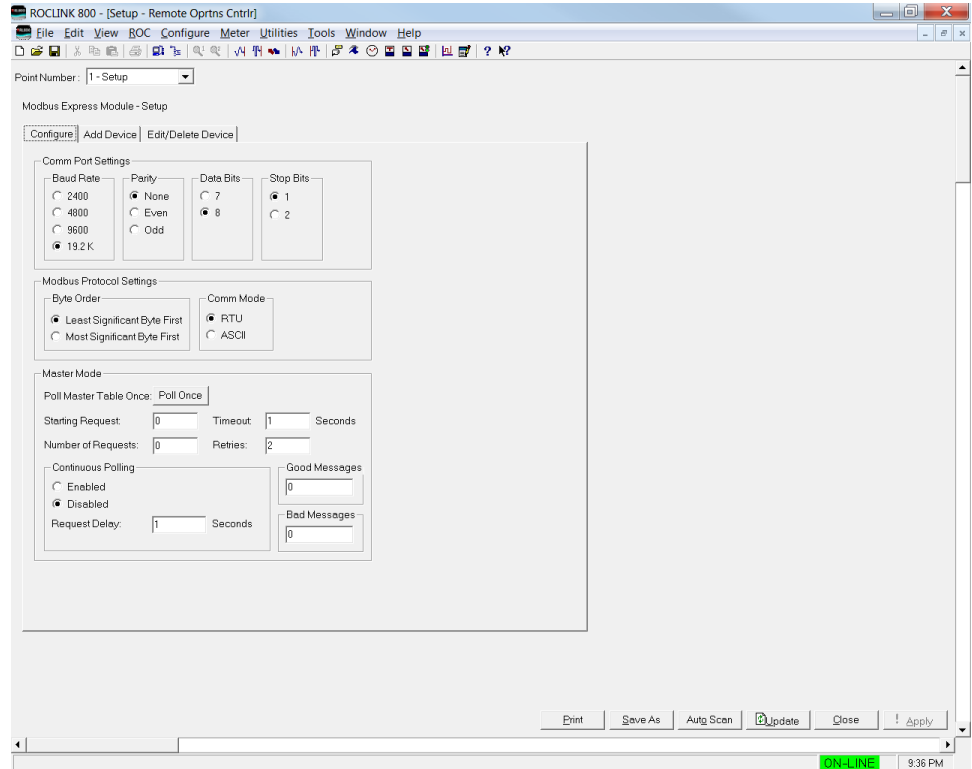 ROCLINK 800 - [Setup - Remote Oprtns Cntrlr]
File Edit View ROC Configure Meter Utilities Tools Window Help
Point Number : 1 - Setup
Modbus Express Module - Setup
Configure Add Device Edit/Delete Device
Comm Port Settings
Baud Rate Parity Data Bits Stop Bits
2400 None 7 1
4800 Even 8 2
9600 Odd
19.2 K
Modbus Protocol Settings
Byte Order Comm Mode
Least Significant Byte First RTU
Most Significant Byte First ASCII
Master Mode
Poll Master Table Once: Poll Once
Starting Request: 0 Timeout: 1 Seconds
Number of Requests: 0 Retries: 2
Continuous Polling Good Messages
Enabled 0
Disabled
Request Delay: 1 Seconds Bad Messages
0
Print Save As Auto Scan Update Close ! Apply
ON-LINE 9:36 PM